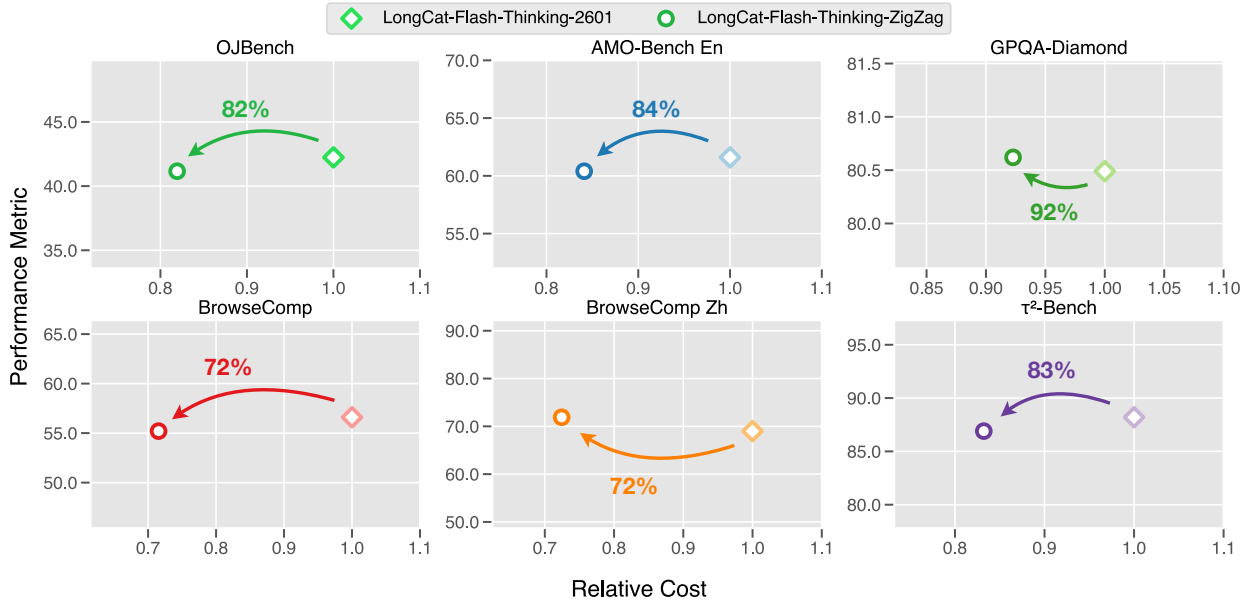 LongCat-Flash-Thinking-2601 LongCat-Flash-Thinking-ZigZag
OJBench
45.0
40.0
35.0
82%
0.8 0.9 1.0 1.1
AMO-Bench En
70.0
65.0
60.0
55.0
84%
0.8 0.9 1.0 1.1
GPQA-Diamond
81.5
81.0
80.5
80.0
92%
0.85 0.90 0.95 1.00 1.05 1.10
BrowseComp
65.0
60.0
55.0
50.0
72%
0.7 0.8 0.9 1.0 1.1
BrowseComp Zh
90.0
80.0
70.0
60.0
50.0
72%
0.7 0.8 0.9 1.0 1.1
τ²-Bench
95.0
90.0
85.0
80.0
83%
0.8 0.9 1.0 1.1
Performance Metric
Relative Cost